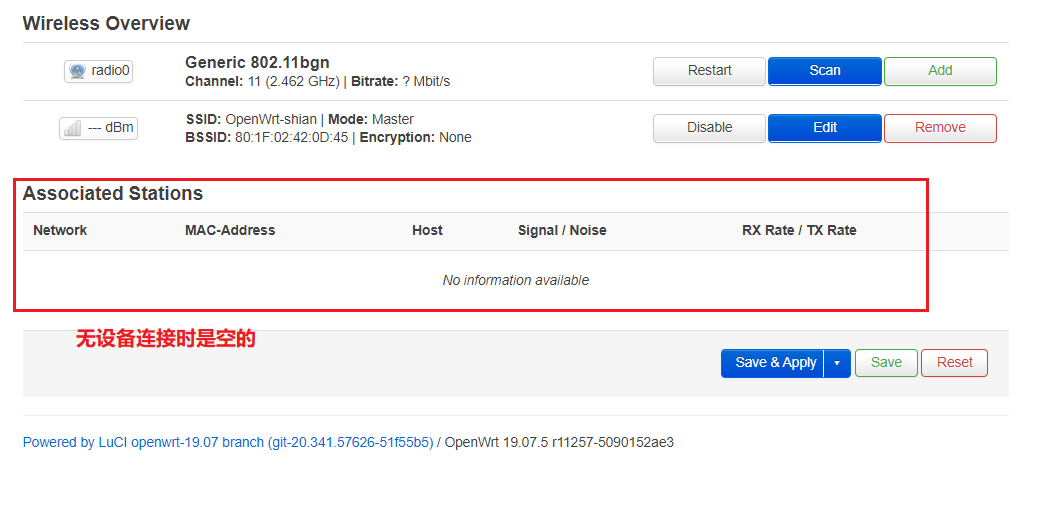 Wireless Overview
radio0
Generic 802.11bgn
Channel: 11 (2.462 GHz) | Bitrate: ? Mbit/s
Restart
Scan
Add
--- dBm
SSID: OpenWrt-shian | Mode: Master
BSSID: 80:1F:02:42:0D:45 | Encryption: None
Disable
Edit
Remove
Associated Stations
Network MAC-Address Host Signal / Noise RX Rate / TX Rate
No information available
无设备连接时是空的
Save & Apply
Save
Reset
Powered by LuCI openwrt-19.07 branch (git-20.341.57626-51f55b5) / OpenWrt 19.07.5 r11257-5090152ae3